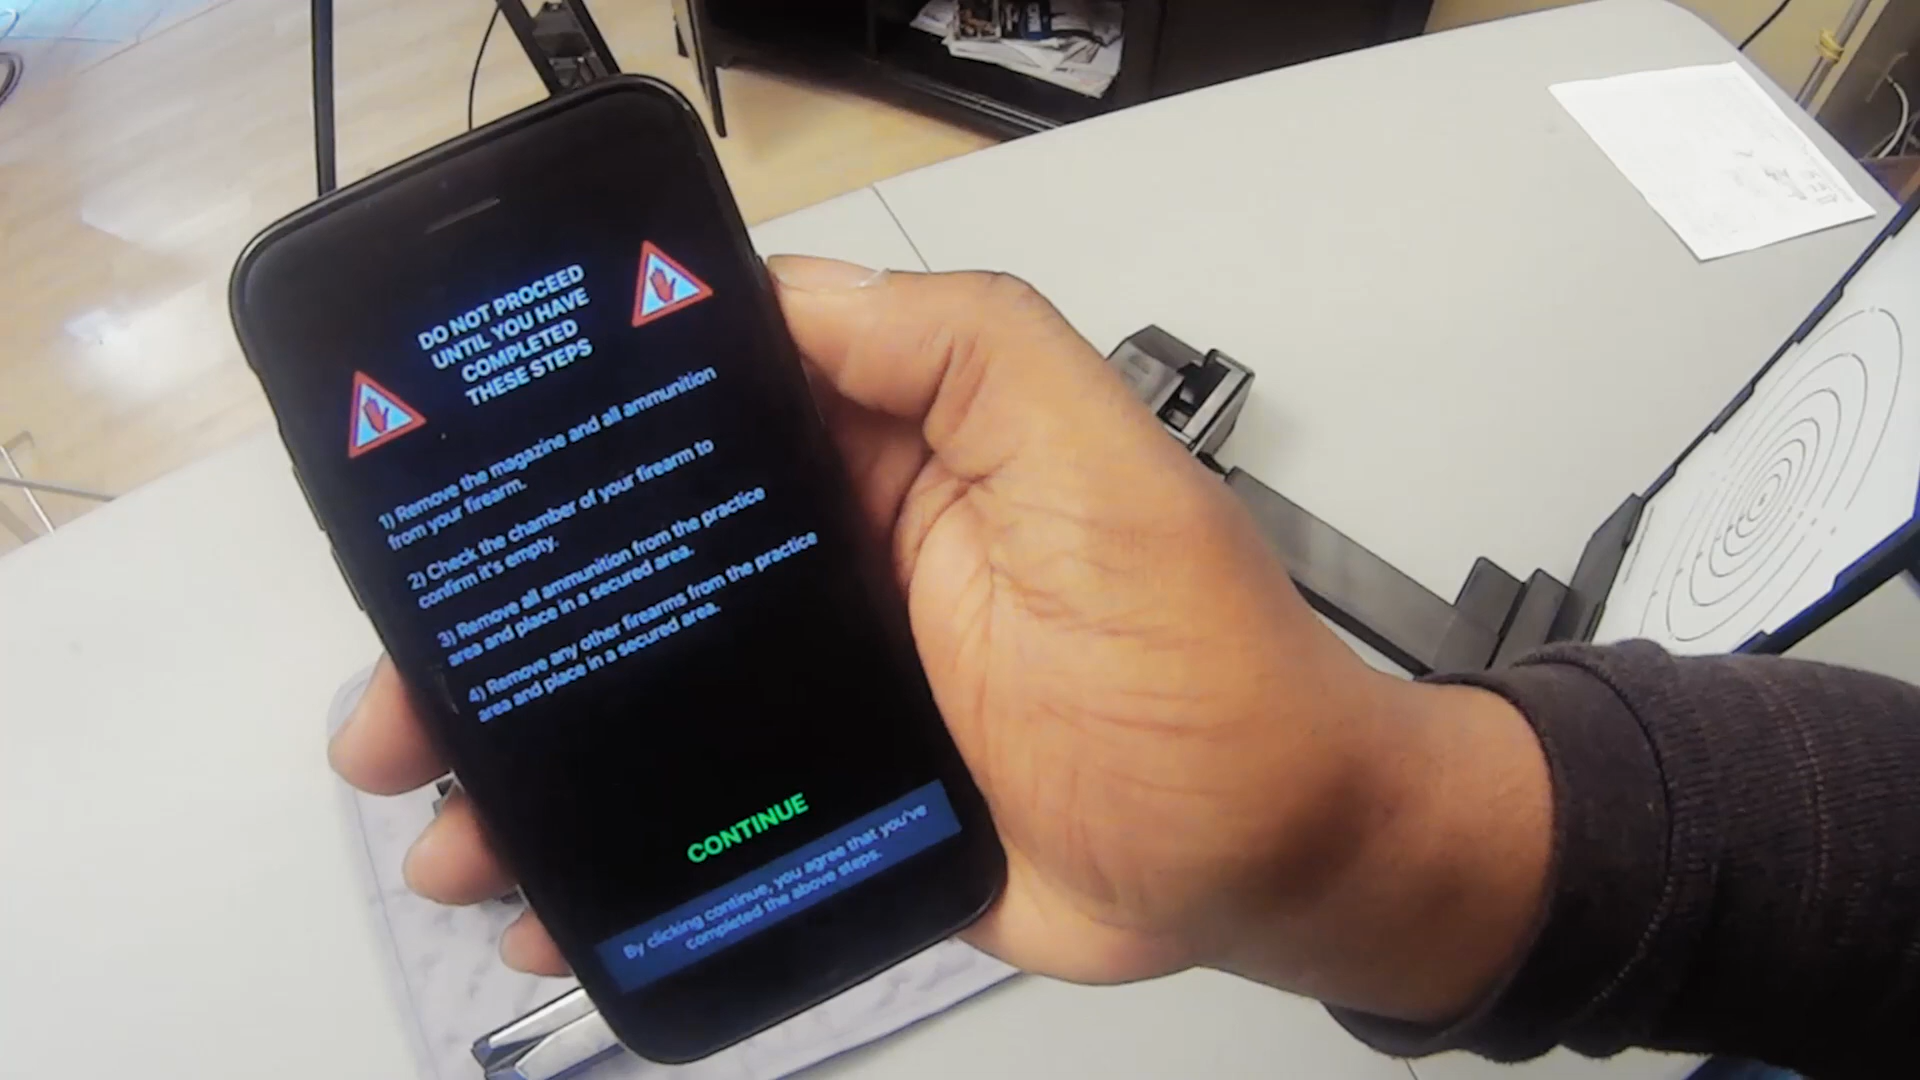 DO NOT PROCEED
UNTIL YOU HAVE
COMPLETED
THESE STEPS
1) Remove the magazine and all ammunition
from your firearm.
2) Check the chamber of your firearm to
confirm it's empty.
3) Remove all ammunition from the practice
area and place in a secured area.
4) Remove any other firearms from the practice
area and place in a secured area.
CONTINUE
By clicking continue, you agree that you've
completed the above steps.